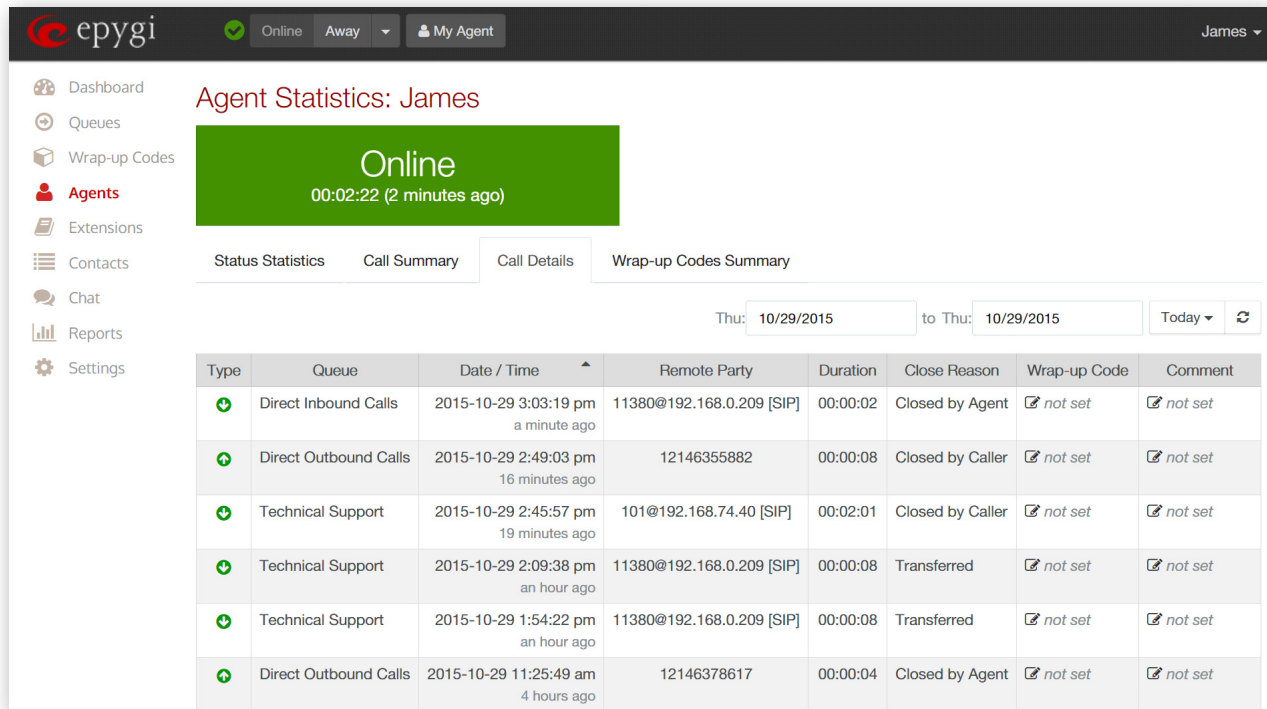 epygi Online Away My Agent James
Dashboard
Queues
Wrap-up Codes
Agents
Extensions
Contacts
Chat
Reports
Settings
Agent Statistics: James
Online
00:02:22 (2 minutes ago)
Status Statistics Call Summary Call Details Wrap-up Codes Summary
Thu: 10/29/2015 to Thu: 10/29/2015 Today
Type Queue Date / Time Remote Party Duration Close Reason Wrap-up Code Comment
Direct Inbound Calls 2015-10-29 3:03:19 pm 11380@192.168.0.209 [SIP] 00:00:02 Closed by Agent not set not set
a minute ago
Direct Outbound Calls 2015-10-29 2:49:03 pm 12146355882 00:00:08 Closed by Caller not set not set
16 minutes ago
Technical Support 2015-10-29 2:45:57 pm 101@192.168.74.40 [SIP] 00:02:01 Closed by Caller not set not set
19 minutes ago
Technical Support 2015-10-29 2:09:38 pm 11380@192.168.0.209 [SIP] 00:00:08 Transferred not set not set
an hour ago
Technical Support 2015-10-29 1:54:22 pm 11380@192.168.0.209 [SIP] 00:00:08 Transferred not set not set
an hour ago
Direct Outbound Calls 2015-10-29 11:25:49 am 12146378617 00:00:04 Closed by Agent not set not set
4 hours ago